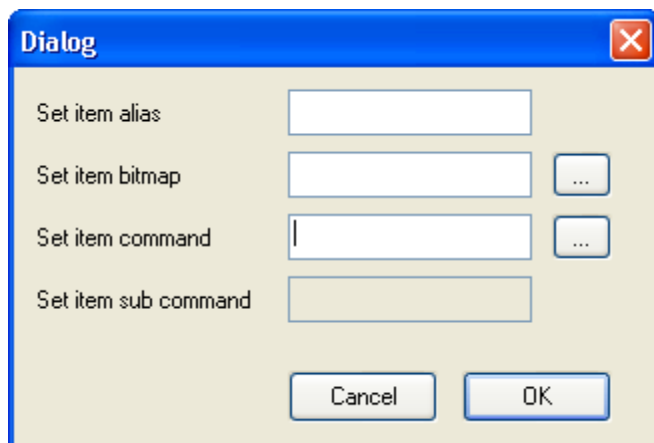 Dialog
Set item alias
Set item bitmap ...
Set item command ...
Set item sub command
Cancel OK